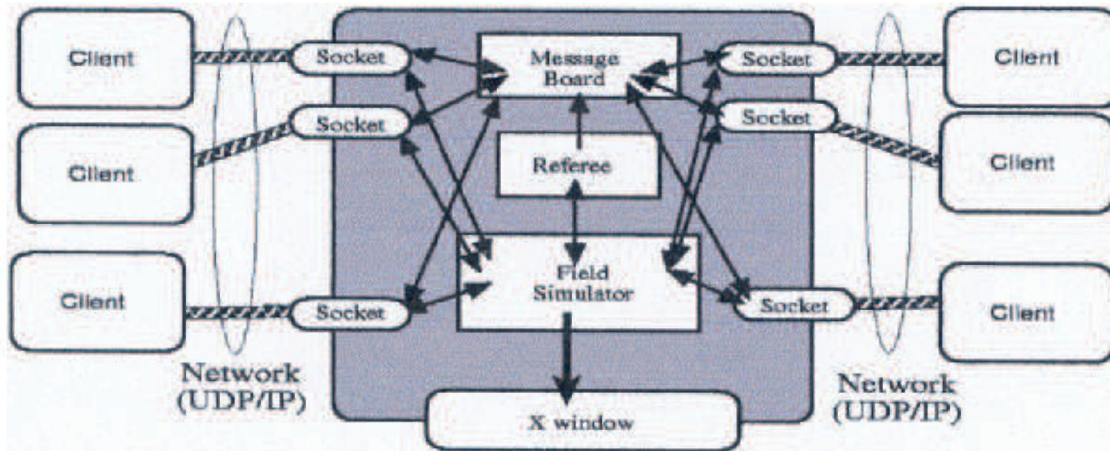 Client
Socket
Message
Board
Socket
Client
Client
Socket
Socket
Client
Referee
Client
Socket
Field
Simulator
Socket
Client
Network
(UDP/IP)
Network
(UDP/IP)
X window